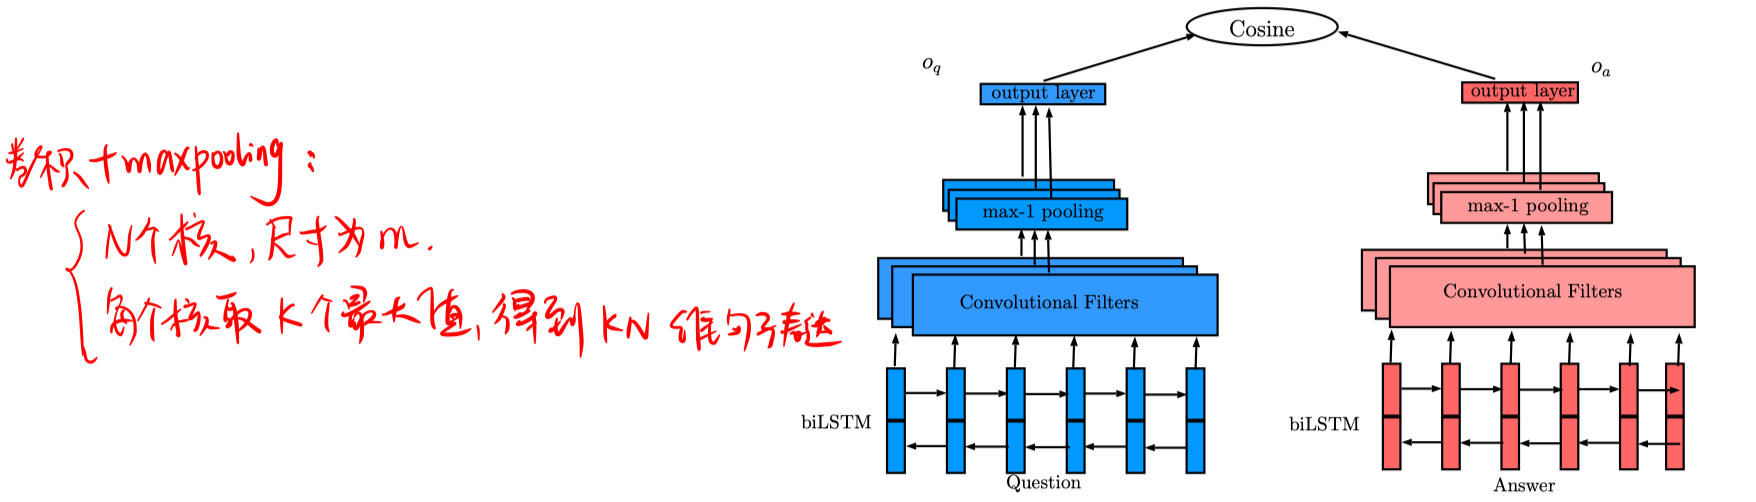 卷积+maxpooling:
N个核,尺寸为m.
每个核取K个最大值,得到KN维句子表达
Cosine
o_q
o_a
output layer
output layer
max-1 pooling
max-1 pooling
Convolutional Filters
Convolutional Filters
biLSTM
biLSTM
Question
Answer